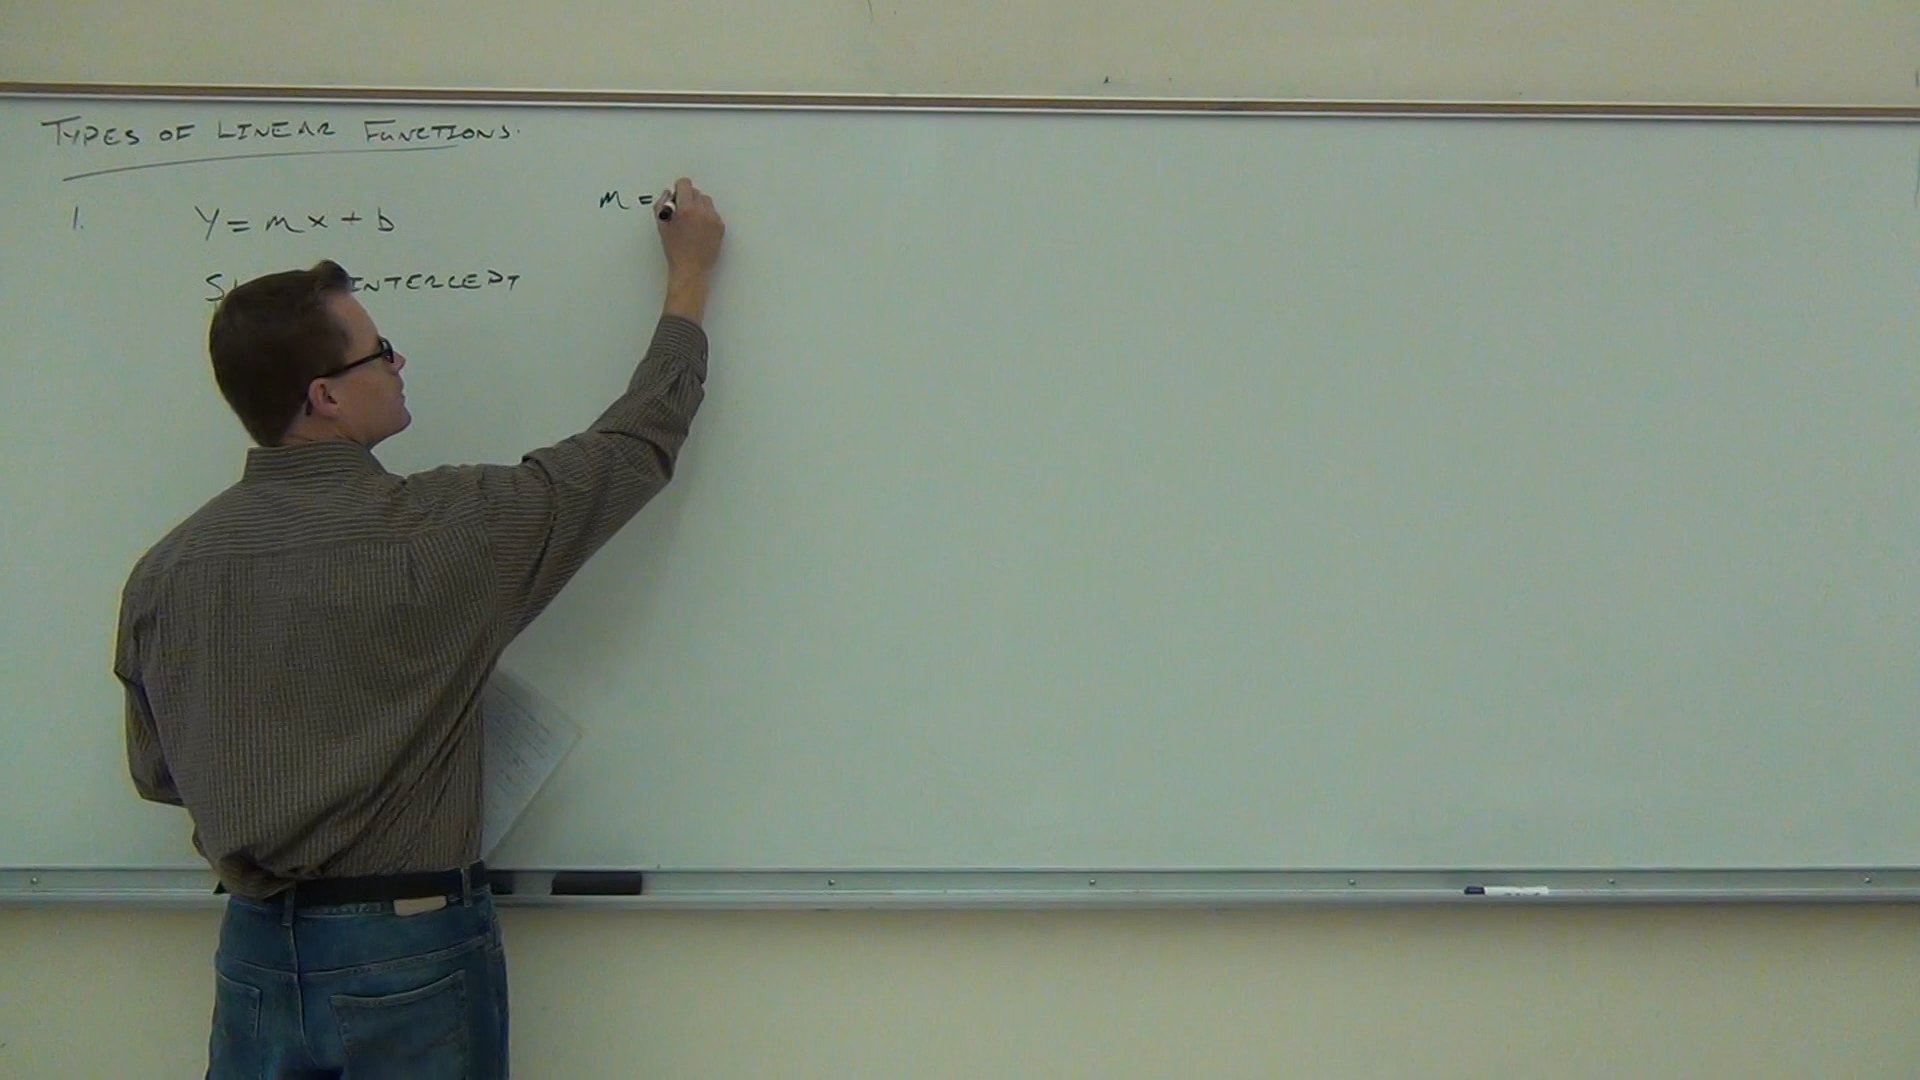 TYPES OF LINEAR FUNCTIONS.
1. Y = mx + b
m =
INTERCEPT